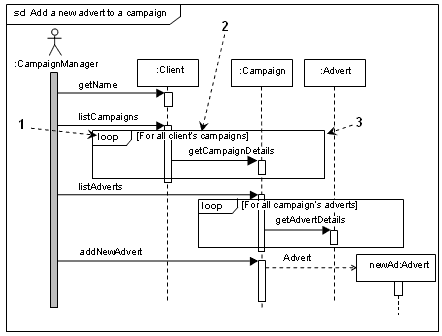 sd Add a new advert to a campaign
2
:CampaignManager
:Client
:Campaign
:Advert
getName
listCampaigns
1
3
loop
[For all client's campaigns]
getCampaignDetails
listAdverts
loop
[For all campaign's adverts]
getAdvertDetails
addNewAdvert
Advert
newAd:Advert